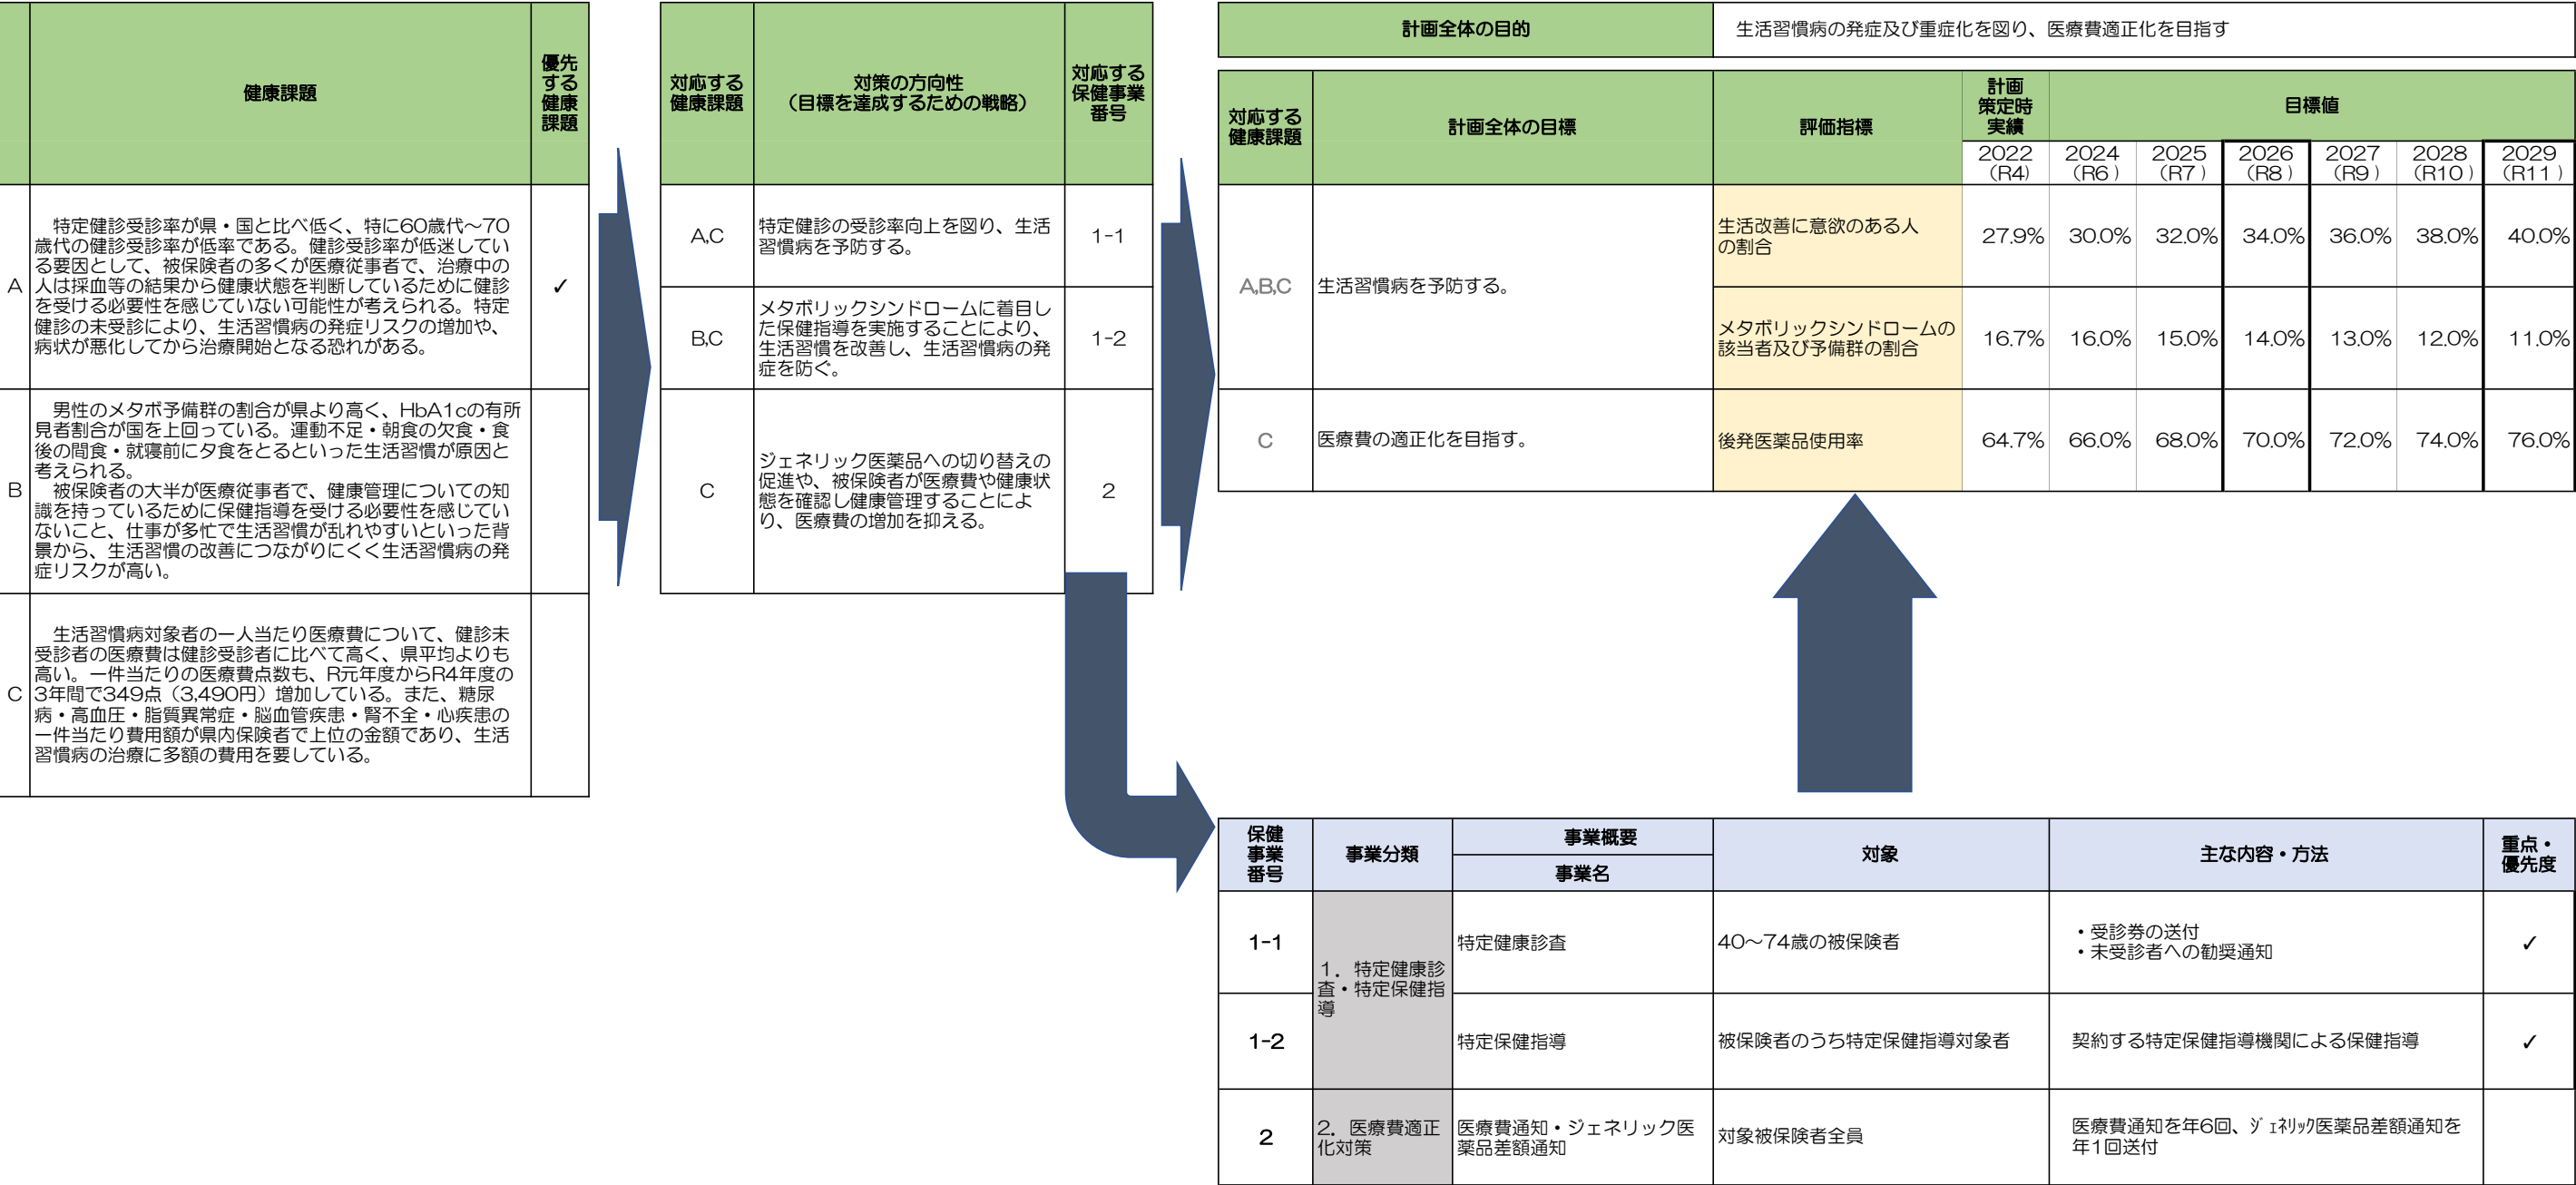 健康課題
優先
する
健康
課題
A
特定健診受診率が県・国と比べ低く、特に60歳代～70
歳代の健診受診率が低率である。健診受診率が低迷してい
る要因として、被保険者の多くが医療従事者で、治療中の
人は採血等の結果から健康状態を判断しているために健診
を受ける必要性を感じていない可能性が考えられる。特定
健診の未受診により、生活習慣病の発症リスクの増加や、
病状が悪化してから治療開始となる恐れがある。
✓
B
男性のメタボ予備群の割合が県より高く、HbA1cの有所
見者割合が国を上回っている。運動不足・朝食の欠食・食
後の間食・就寝前に夕食をとるといった生活習慣が原因と
考えられる。
被保険者の大半が医療従事者で、健康管理についての知
識を持っているために保健指導を受ける必要性を感じてい
ないこと、仕事が多忙で生活習慣が乱れやすいといった背
景から、生活習慣の改善につながりにくく生活習慣病の発
症リスクが高い。
C
生活習慣病対象者の一人当たり医療費について、健診未
受診者の医療費は健診受診者に比べて高く、県平均よりも
高い。一件当たりの医療費点数も、R元年度からR4年度の
3年間で349点（3,490円）増加している。また、糖尿
病・高血圧・脂質異常症・脳血管疾患・腎不全・心疾患の
一件当たり費用額が県内保険者で上位の金額であり、生活
習慣病の治療に多額の費用を要している。
対応する
健康課題
対策の方向性
（目標を達成するための戦略）
対応する
保健事業
番号
A,C
特定健診の受診率向上を図り、生活
習慣病を予防する。
1-1
B,C
メタボリックシンドロームに着目し
た保健指導を実施することにより、
生活習慣を改善し、生活習慣病の発
症を防ぐ。
1-2
C
ジェネリック医薬品への切り替えの
促進や、被保険者が医療費や健康状
態を確認し健康管理することによ
り、医療費の増加を抑える。
2
計画全体の目的
生活習慣病の発症及び重症化を図り、医療費適正化を目指す
対応する
健康課題
計画全体の目標
評価指標
計画
策定時
実績
目標値
2022
（R4）
2024
（R6）
2025
（R7）
2026
（R8）
2027
（R9）
2028
（R10）
2029
（R11）
A,B,C
生活習慣病を予防する。
生活改善に意欲のある人
の割合
27.9% 30.0% 32.0% 34.0% 36.0% 38.0% 40.0%
メタボリックシンドロームの
該当者及び予備群の割合
16.7% 16.0% 15.0% 14.0% 13.0% 12.0% 11.0%
C
医療費の適正化を目指す。
後発医薬品使用率
64.7% 66.0% 68.0% 70.0% 72.0% 74.0% 76.0%
保健
事業
番号
事業分類
事業概要
事業名
対象
主な内容・方法
重点・
優先度
1-1
1．特定健康診
査・特定保健指
導
特定健康診査
40～74歳の被保険者
・受診券の送付
・未受診者への勧奨通知
✓
1-2
特定保健指導
被保険者のうち特定保健指導対象者
契約する特定保健指導機関による保健指導
✓
2
2．医療費適正
化対策
医療費通知・ジェネリック医
薬品差額通知
対象被保険者全員
医療費通知を年6回、ｼﾞｪﾈﾘｯｸ医薬品差額通知を
年1回送付